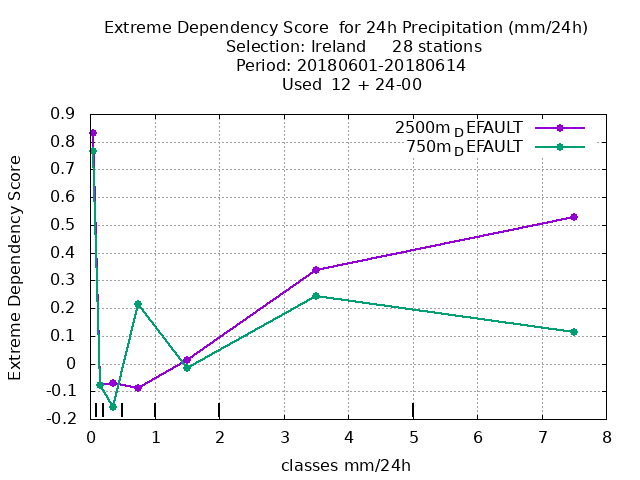 Extreme Dependency Score  for 24h Precipitation (mm/24h)
Selection: Ireland     28 stations
Period: 20180601-20180614
Used  12 + 24-00
2500m_DEFAULT
750m_DEFAULT
Extreme Dependency Score
0.9
0.8
0.7
0.6
0.5
0.4
0.3
0.2
0.1
0
-0.1
-0.2
0 1 2 3 4 5 6 7 8
classes mm/24h